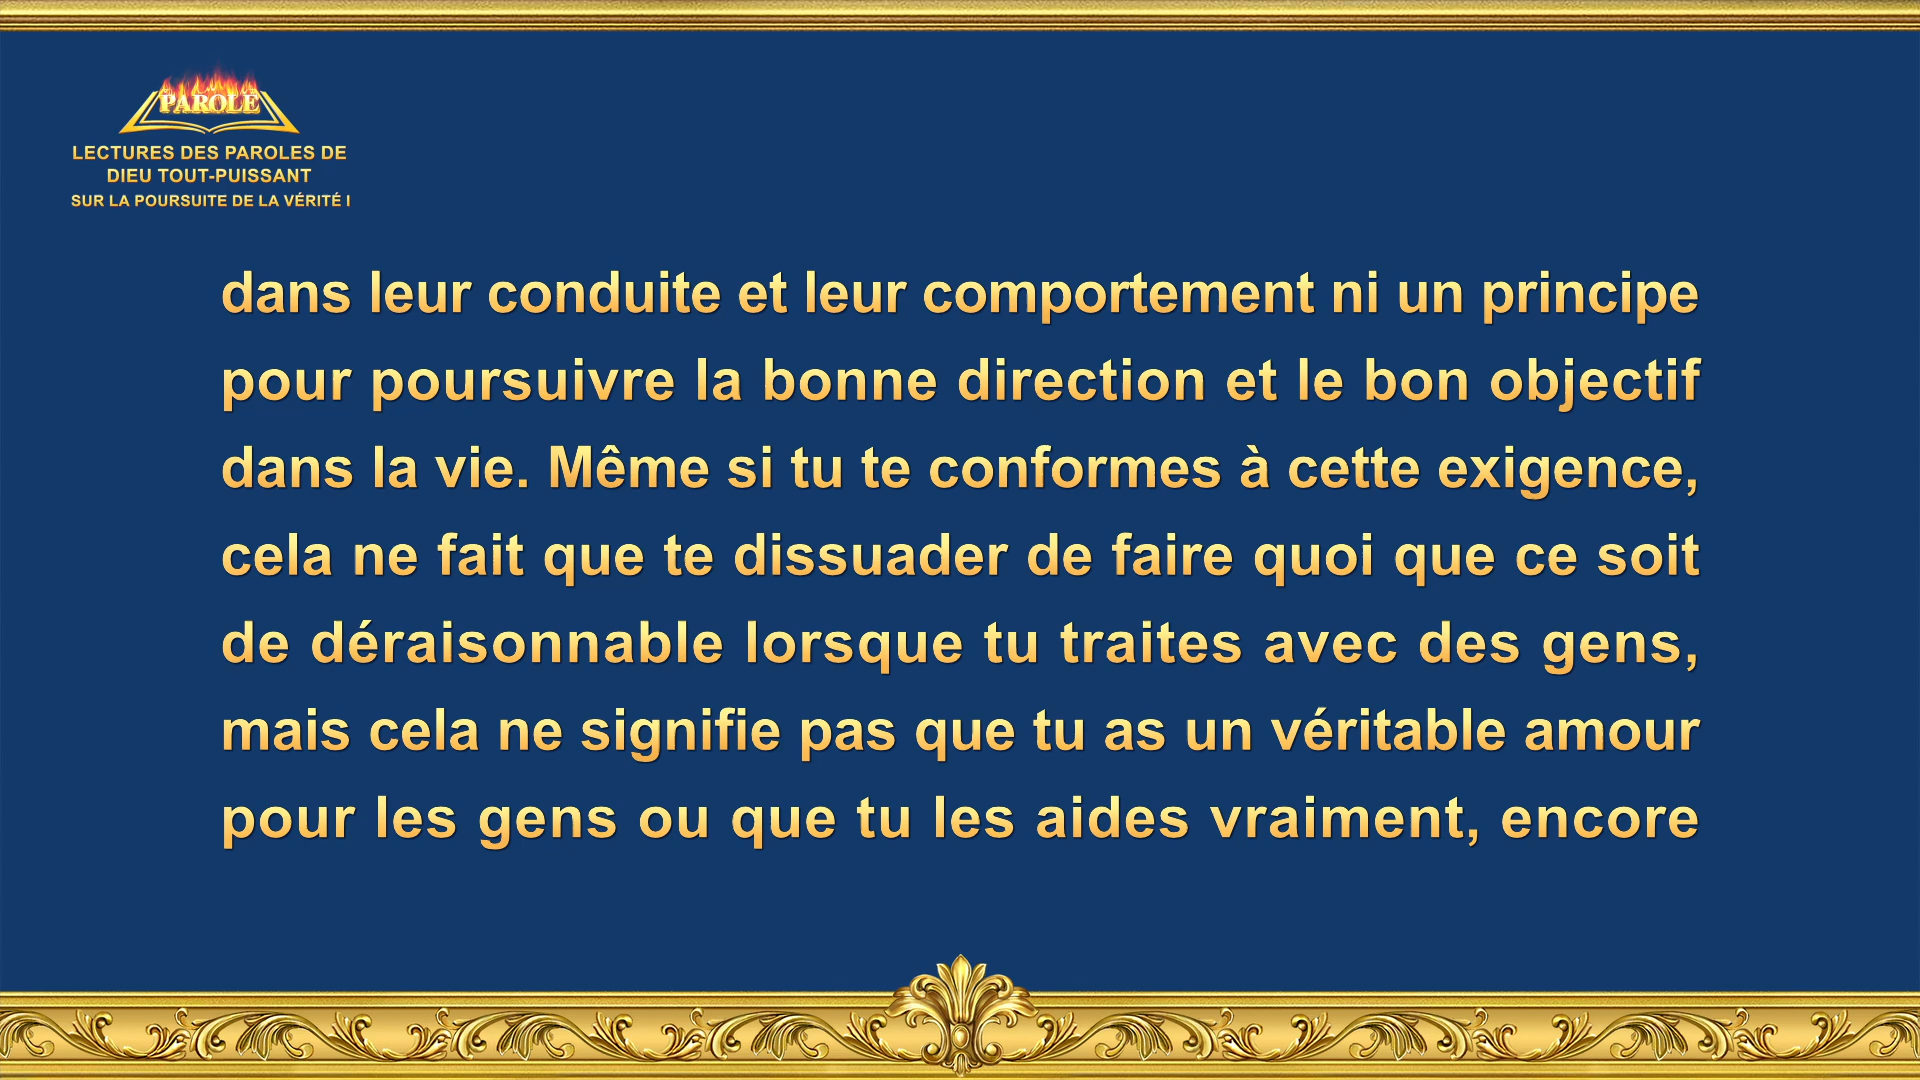 PAROLE
LECTURES DES PAROLES DE
DIEU TOUT-PUISSANT
SUR LA POURSUITE DE LA VÉRITÉ I
dans leur conduite et leur comportement ni un principe
pour poursuivre la bonne direction et le bon objectif
dans la vie. Même si tu te conformes à cette exigence,
cela ne fait que te dissuader de faire quoi que ce soit
de déraisonnable lorsque tu traites avec des gens,
mais cela ne signifie pas que tu as un véritable amour
pour les gens ou que tu les aides vraiment, encore